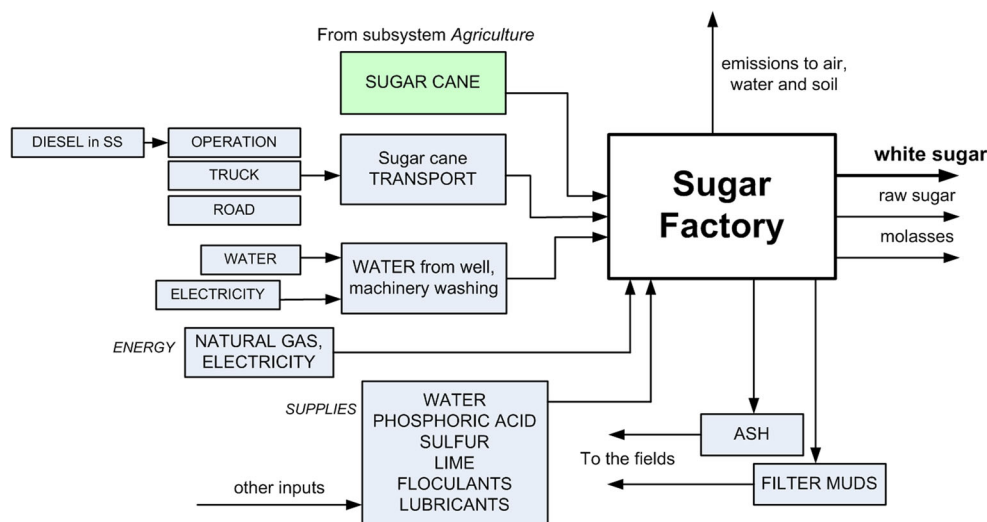 From subsystem Agriculture
SUGAR CANE
emissions to air,
water and soil
DIESEL in SS
OPERATION
TRUCK
ROAD
Sugar cane
TRANSPORT
Sugar
Factory
white sugar
raw sugar
molasses
WATER
ELECTRICITY
WATER from well,
machinery washing
ENERGY
NATURAL GAS,
ELECTRICITY
SUPPLIES
WATER
PHOSPHORIC ACID
SULFUR
LIME
FLOCULANTS
LUBRICANTS
other inputs
ASH
To the fields
FILTER MUDS